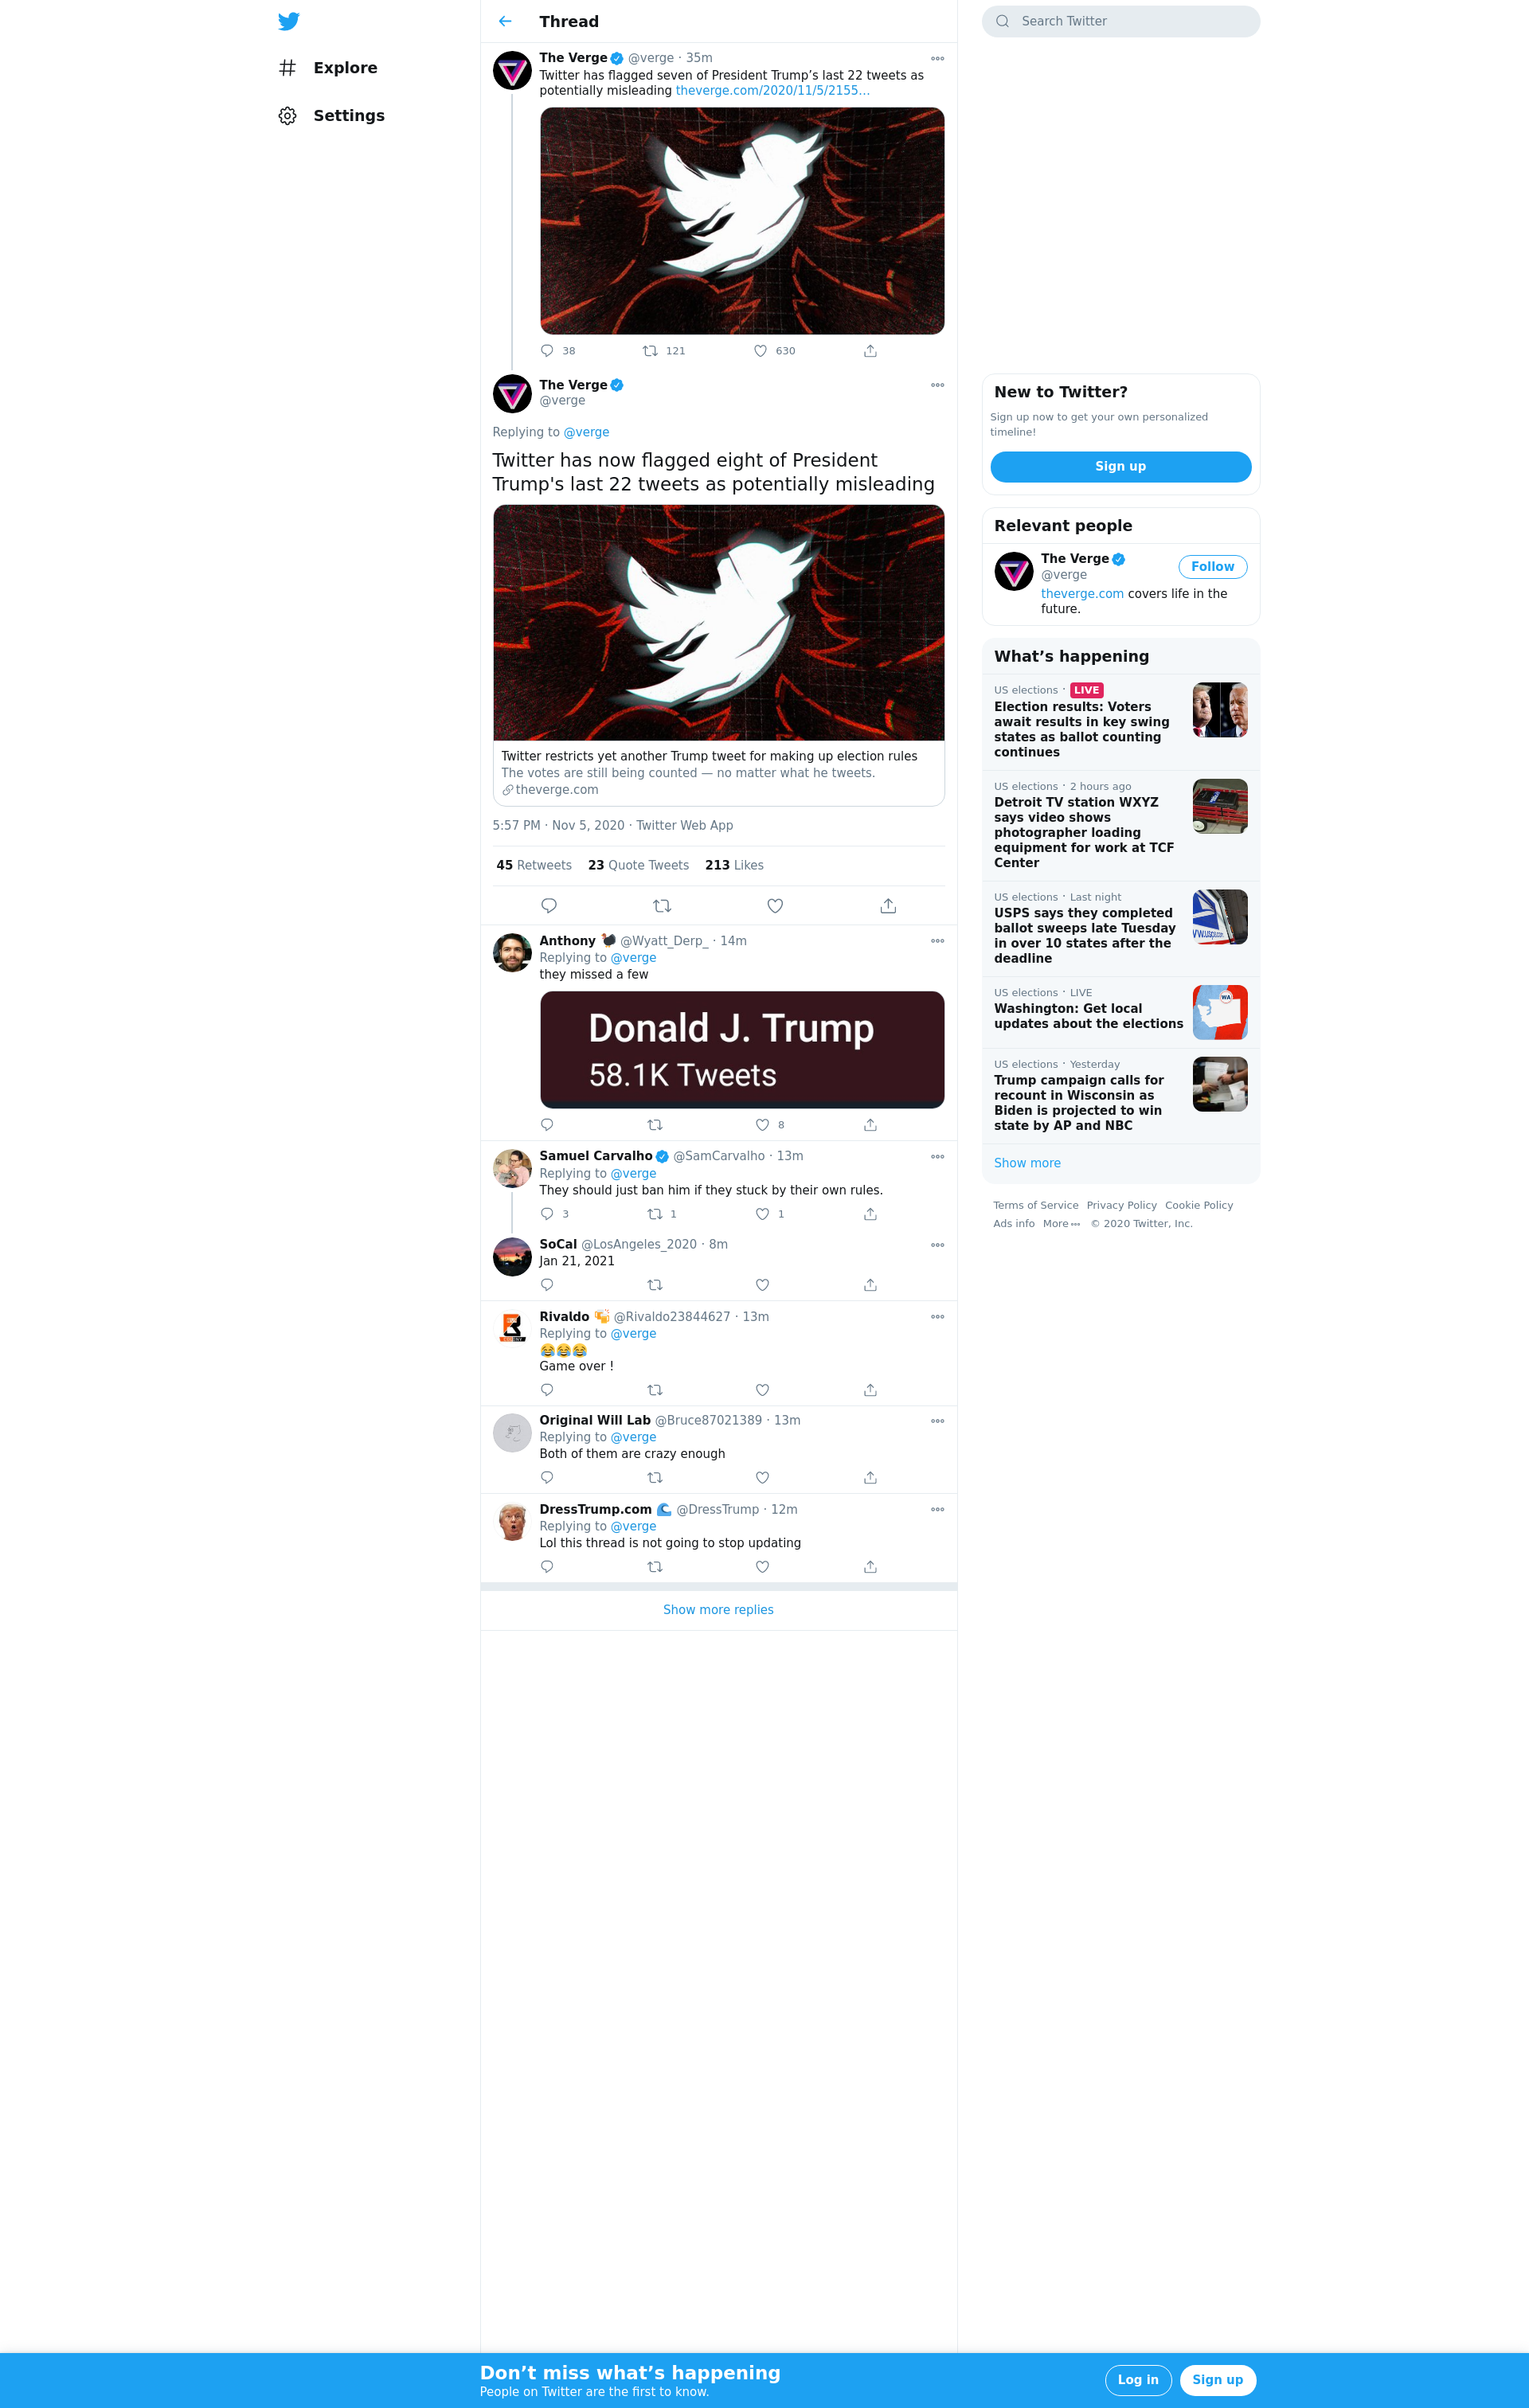 Explore
Settings
Thread
The Verge @verge · 35m
Twitter has flagged seven of President Trump’s last 22 tweets as
potentially misleading theverge.com/2020/11/5/2155…
38 121 630
The Verge
@verge
Replying to @verge
Twitter has now flagged eight of President
Trump's last 22 tweets as potentially misleading
Twitter restricts yet another Trump tweet for making up election rules
The votes are still being counted — no matter what he tweets.
theverge.com
5:57 PM · Nov 5, 2020 · Twitter Web App
45 Retweets 23 Quote Tweets 213 Likes
Anthony 🦃 @Wyatt_Derp_ · 14m
Replying to @verge
they missed a few
Donald J. Trump
58.1K Tweets
8
Samuel Carvalho @SamCarvalho · 13m
Replying to @verge
They should just ban him if they stuck by their own rules.
3 1 1
SoCal @LosAngeles_2020 · 8m
Jan 21, 2021
Rivaldo 🍻 @Rivaldo23844627 · 13m
Replying to @verge
😂😂😂
Game over !
Original Will Lab @Bruce87021389 · 13m
Replying to @verge
Both of them are crazy enough
DressTrump.com 🌊 @DressTrump · 12m
Replying to @verge
Lol this thread is not going to stop updating
Show more replies
Search Twitter
New to Twitter?
Sign up now to get your own personalized
timeline!
Sign up
Relevant people
The Verge
@verge
Follow
theverge.com covers life in the
future.
What’s happening
US elections · LIVE
Election results: Voters
await results in key swing
states as ballot counting
continues
US elections · 2 hours ago
Detroit TV station WXYZ
says video shows
photographer loading
equipment for work at TCF
Center
US elections · Last night
USPS says they completed
ballot sweeps late Tuesday
in over 10 states after the
deadline
US elections · LIVE
Washington: Get local
updates about the elections
WA
US elections · Yesterday
Trump campaign calls for
recount in Wisconsin as
Biden is projected to win
state by AP and NBC
Show more
Terms of Service Privacy Policy Cookie Policy
Ads info More © 2020 Twitter, Inc.
Don’t miss what’s happening
People on Twitter are the first to know.
Log in
Sign up